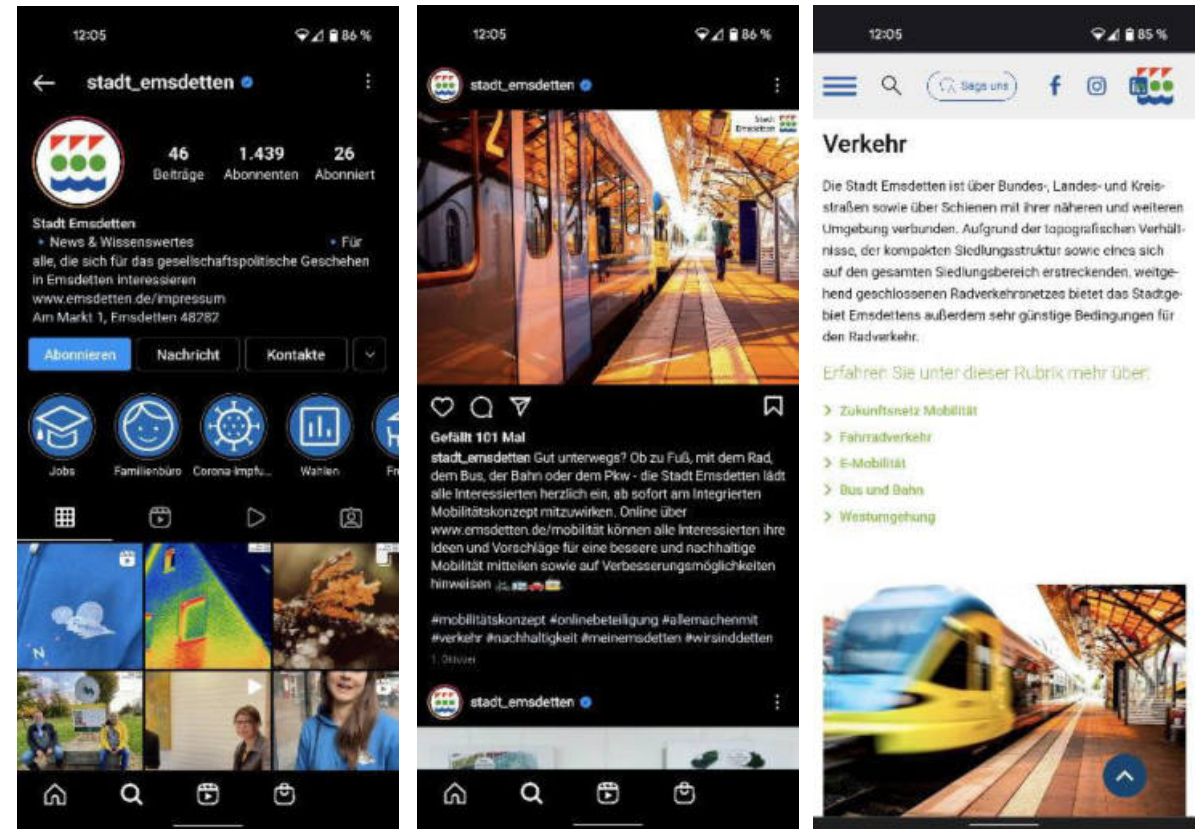 12:05
86 %
stadt_emsdetten
46
1.439
26
Beiträge
Abonnenten
Abonniert
Stadt Emsdetten
News & Wissenswertes
Für
alle, die sich für das gesellschaftspolitische Geschehen
in Emsdetten interessieren
www.emsdetten.de/impressum
Am Markt 1, Emsdetten 48282
Abonnieren
Nachricht
Kontakte
Jobs
Familienbüro
Corona-Impfu...
Wahlen
N
12:05
86 %
stadt_emsdetten
Stadt
Emsdetten
Gefällt 101 Mal
stadt_emsdetten Gut unterwegs? Ob zu Fuß, mit dem Rad,
dem Bus, der Bahn oder dem Pkw - die Stadt Emsdetten lädt
alle Interessierten herzlich ein, ab sofort am Integrierten
Mobilitätskonzept mitzuwirken. Online über
www.emsdetten.de/mobilität können alle Interessierten ihre
Ideen und Vorschläge für eine bessere und nachhaltige
Mobilität mitteilen sowie auf Verbesserungsmöglichkeiten
hinweisen
#mobilitätskonzept #onlinebeteiligung #allemachenmit
#verkehr #nachhaltigkeit #meinemsdetten #wirsinddetten
1. Oktober
stadt_emsdetten
12:05
85 %
Sags uns
Verkehr
Die Stadt Emsdetten ist über Bundes-, Landes- und Kreis-
straßen sowie über Schienen mit ihrer näheren und weiteren
Umgebung verbunden. Aufgrund der topografischen Verhält-
nisse, der kompakten Siedlungsstruktur sowie eines sich
auf den gesamten Siedlungsbereich erstreckenden, weitge-
hend geschlossenen Radverkehrsnetzes bietet das Stadtge-
biet Emsdettens außerdem sehr günstige Bedingungen für
den Radverkehr.
Erfahren Sie unter dieser Rubrik mehr über:
Zukunftsnetz Mobilität
Fahrradverkehr
E-Mobilität
Bus und Bahn
Westumgehung